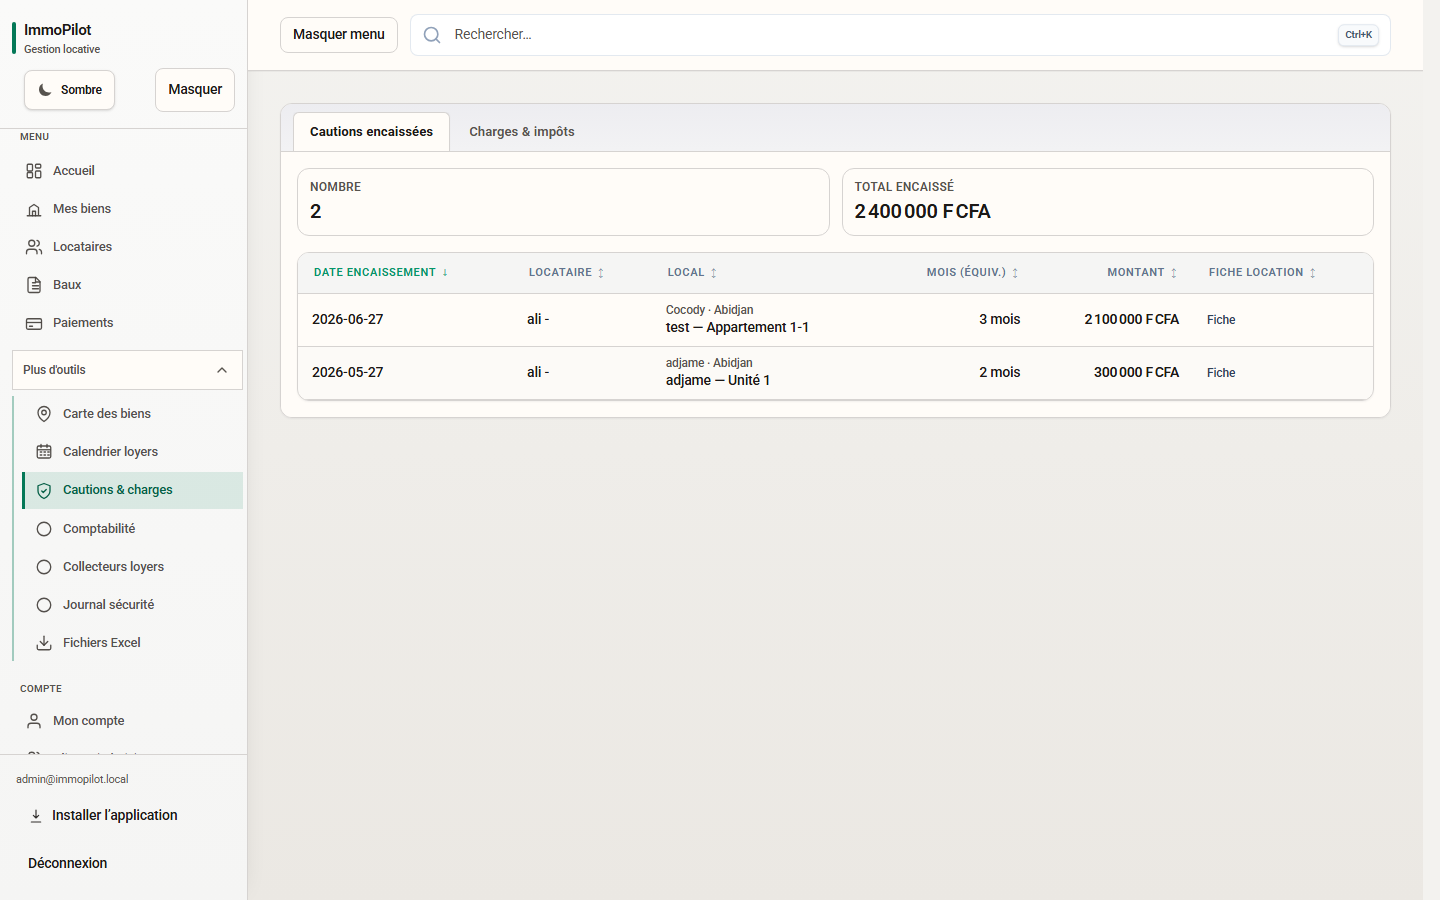 ImmoPilot
Gestion locative
Sombre
Masquer
MENU
Accueil
Mes biens
Locataires
Baux
Paiements
Plus d'outils
Carte des biens
Calendrier loyers
Cautions & charges
Comptabilité
Collecteurs loyers
Journal sécurité
Fichiers Excel
COMPTE
Mon compte
admin@immopilot.local
Installer l’application
Déconnexion
Masquer menu
Rechercher…
Ctrl+K
Cautions encaissées
Charges & impôts
NOMBRE
2
TOTAL ENCAISSÉ
2 400 000 F CFA
DATE ENCAISSEMENT ↓ LOCATAIRE ↕ LOCAL ↕ MOIS (ÉQUIV.) ↕ MONTANT ↕ FICHE LOCATION ↕
Cocody · Abidjan
2026-06-27 ali - test — Appartement 1-1 3 mois 2 100 000 F CFA Fiche
adjame · Abidjan
2026-05-27 ali - adjame — Unité 1 2 mois 300 000 F CFA Fiche